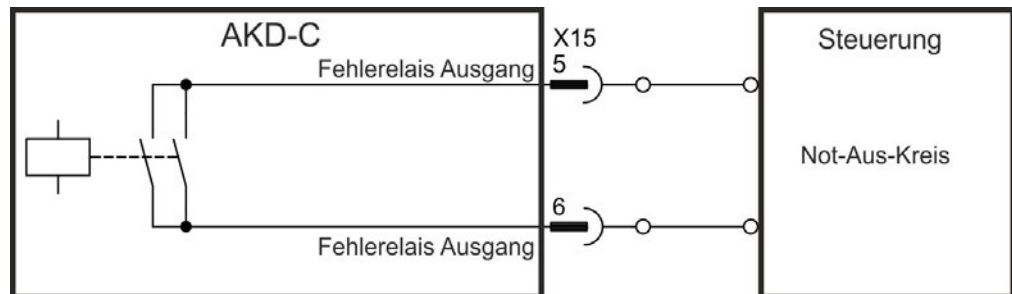 AKD-C
X15
Steuerung
Fehlerelais Ausgang
5
Not-Aus-Kreis
6
Fehlerelais Ausgang